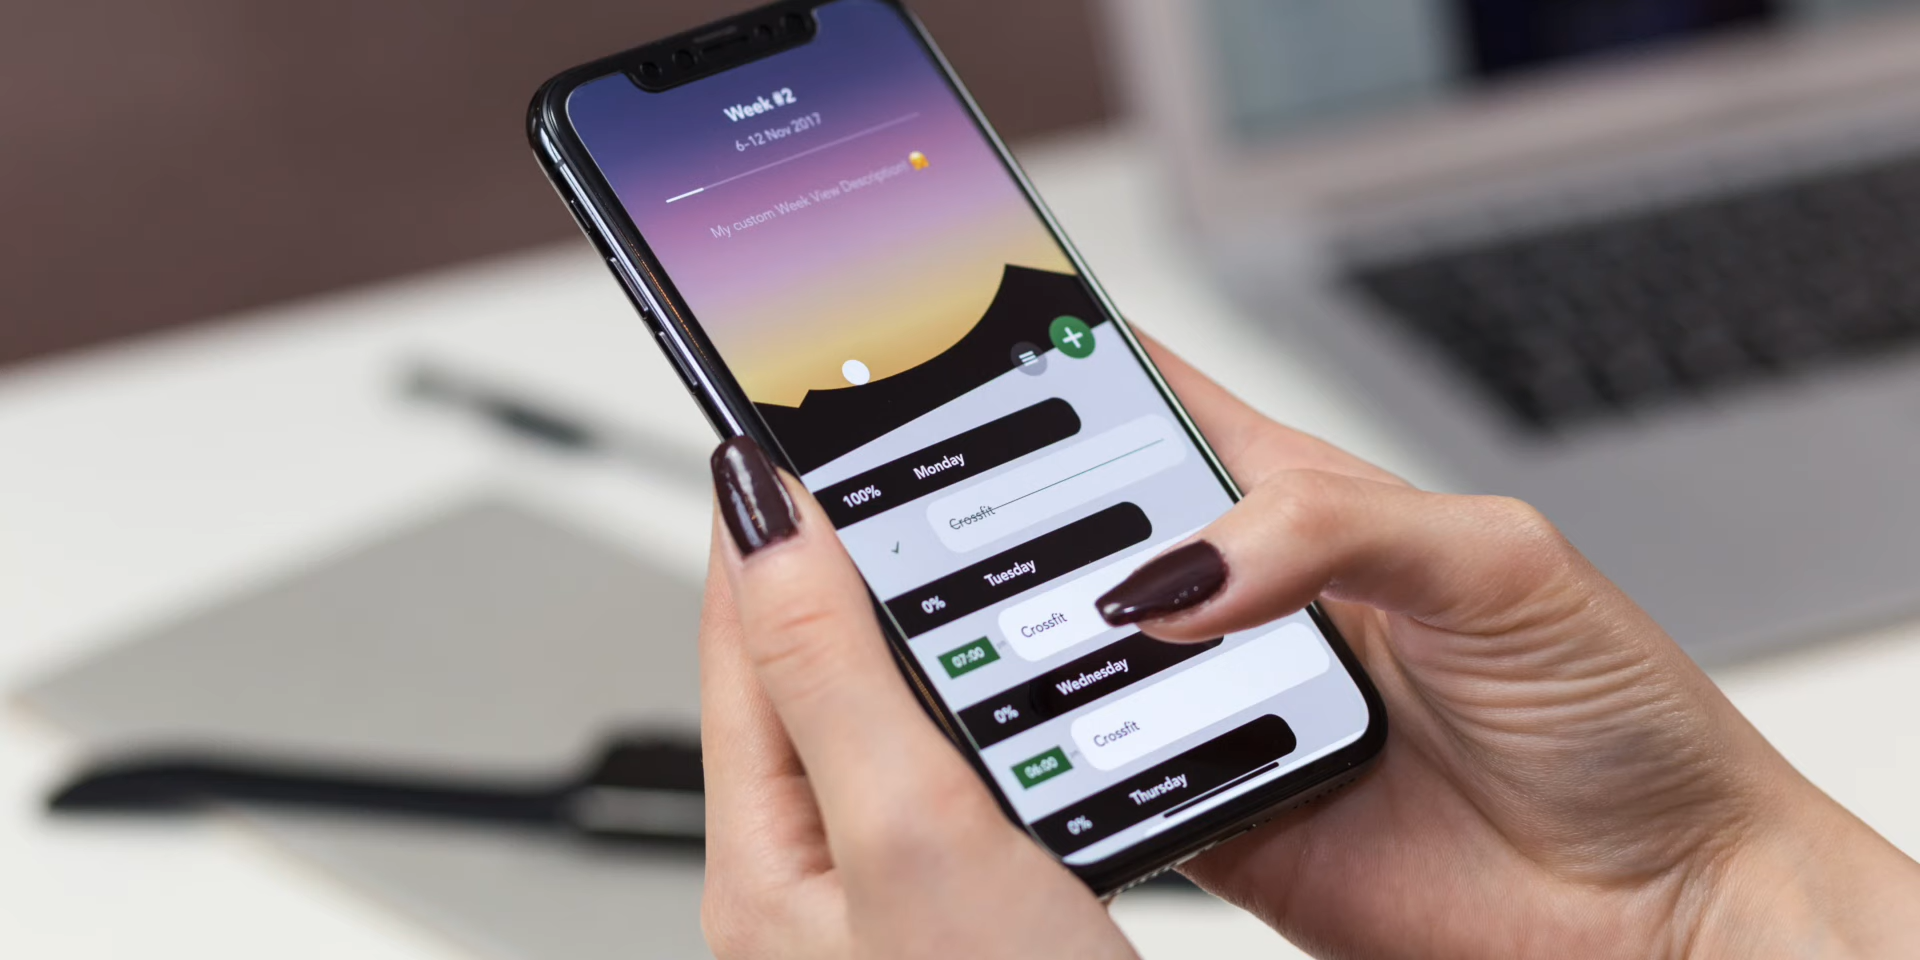 Week #2
6-12 Nov 2017
My custom Week View Description!
100% Monday
Crossfit
0% Tuesday
07:00 Crossfit
0% Wednesday
06:00 Crossfit
0% Thursday